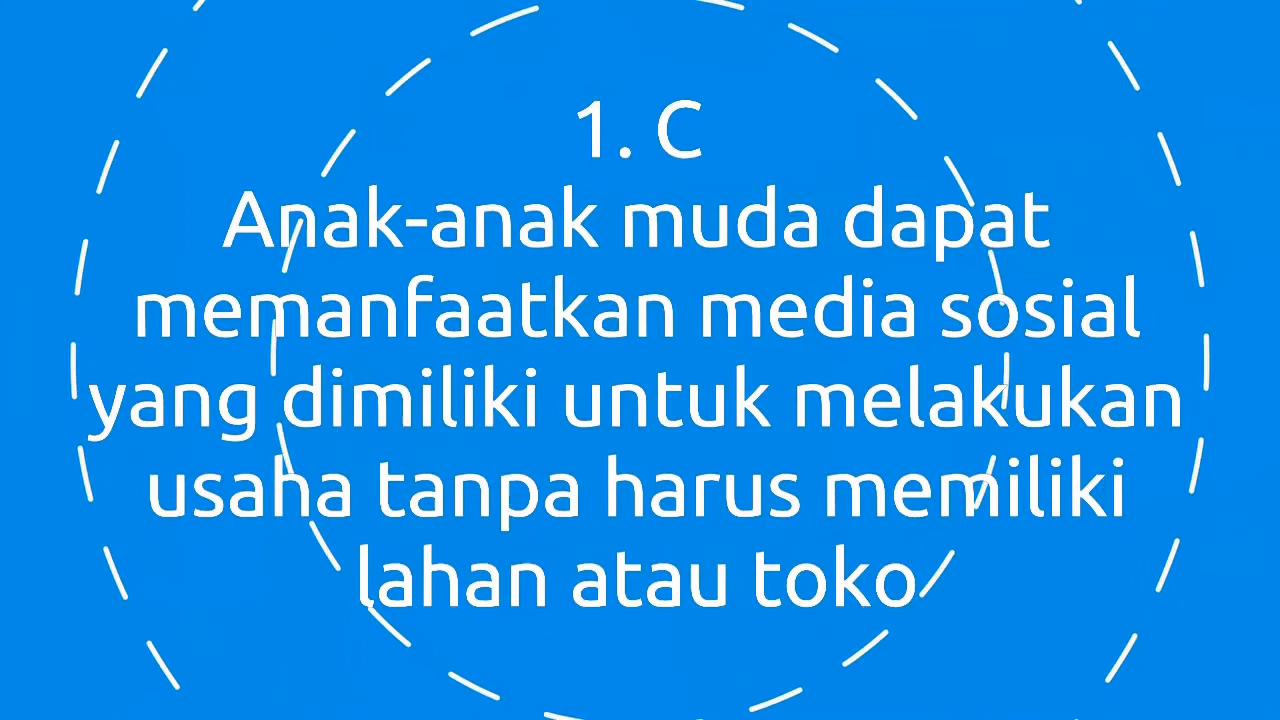 1. C
Anak-anak muda dapat
memanfaatkan media sosial
yang dimiliki untuk melakukan
usaha tanpa harus memiliki
lahan atau toko